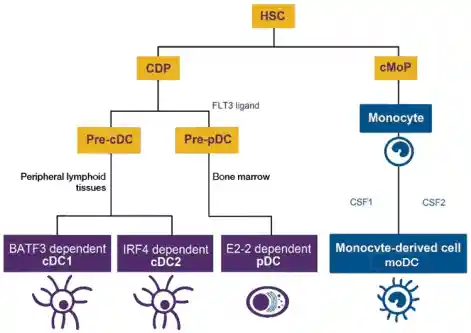 HSC
CDP
cMoP
FLT3 ligand
Monocyte
Pre-cDC
Pre-pDC
Peripheral lymphoid
tissues
Bone marrow
CSF1
CSF2
BATF3 dependent
cDC1
IRF4 dependent
cDC2
E2-2 dependent
pDC
Monocyte-derived cell
moDC